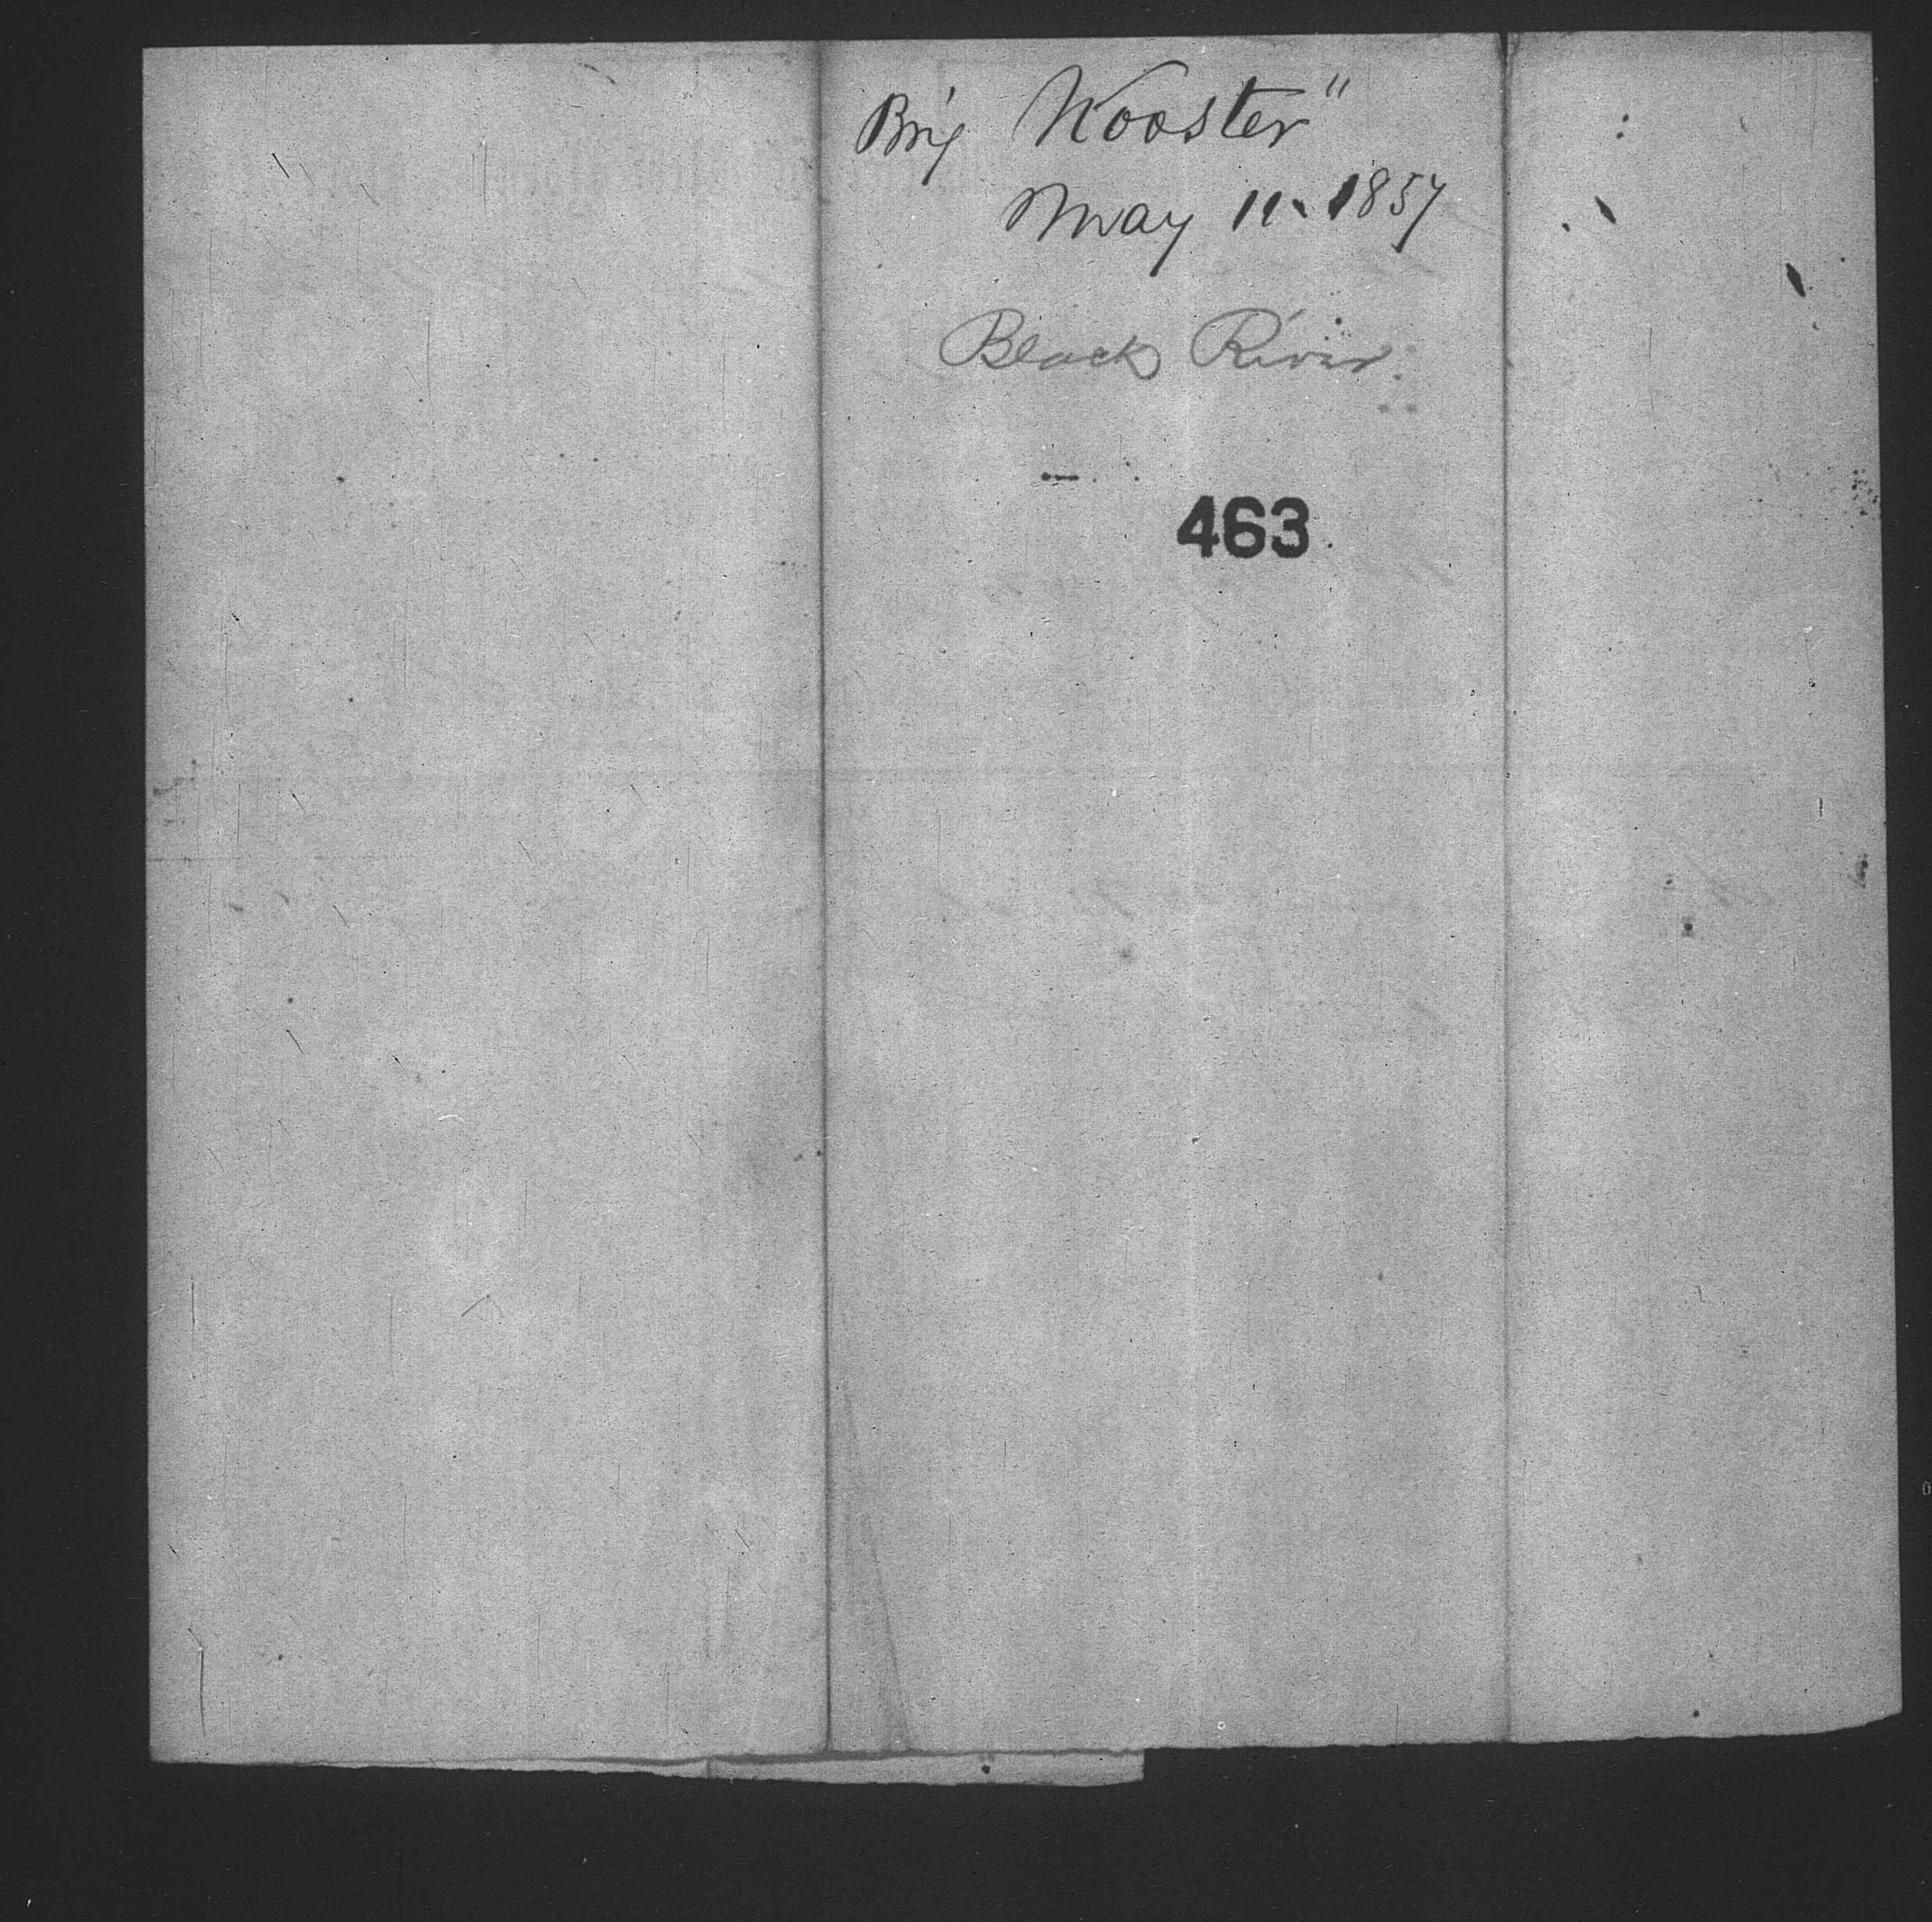 Brig Wooster"
May 11 - 1857
Black River
463